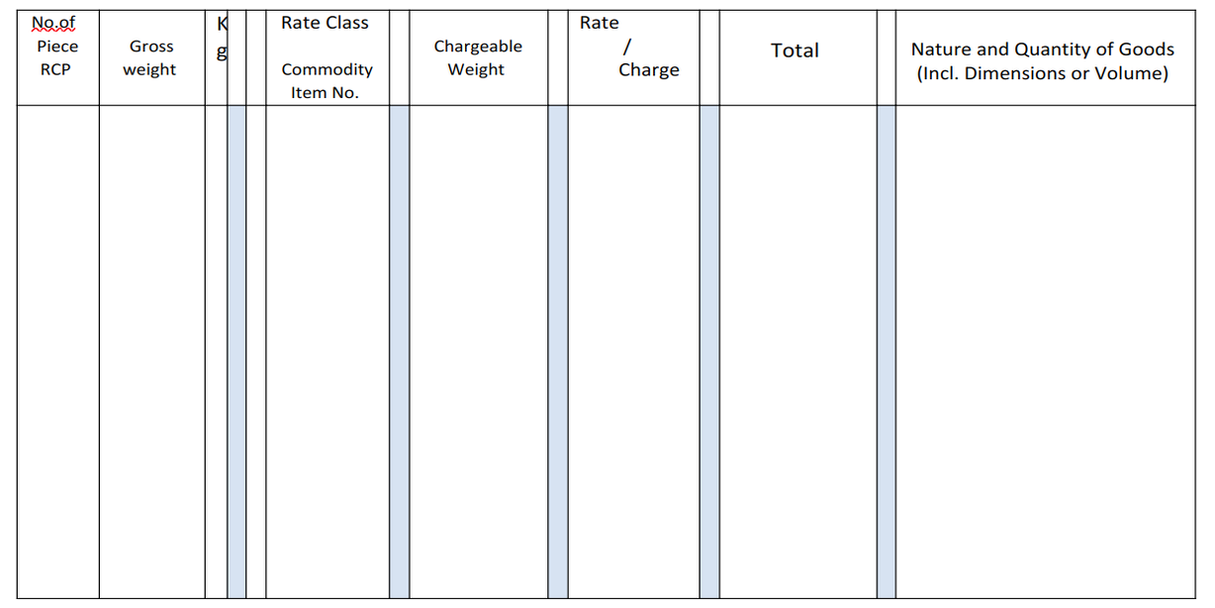 No.of
Piece
RCP
Gross
weight
K
g
Rate Class
Commodity
Item No.
Chargeable
Weight
Rate
/
Charge
Total
Nature and Quantity of Goods
(Incl. Dimensions or Volume)